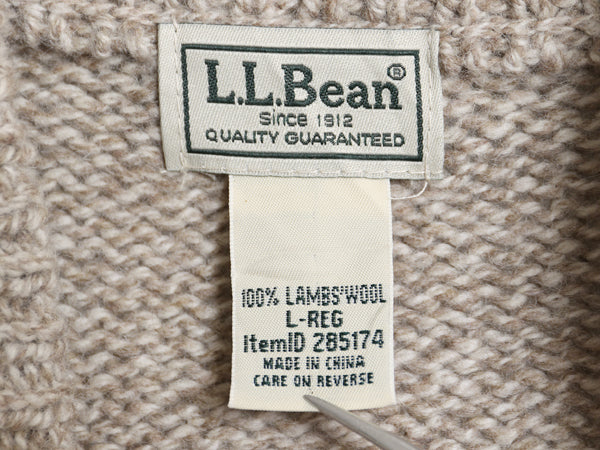 L.L.Bean®
Since 1912
QUALITY GUARANTEED
100% LAMBS'WOOL
L-REG
ItemID 285174
MADE IN CHINA
CARE ON REVERSE